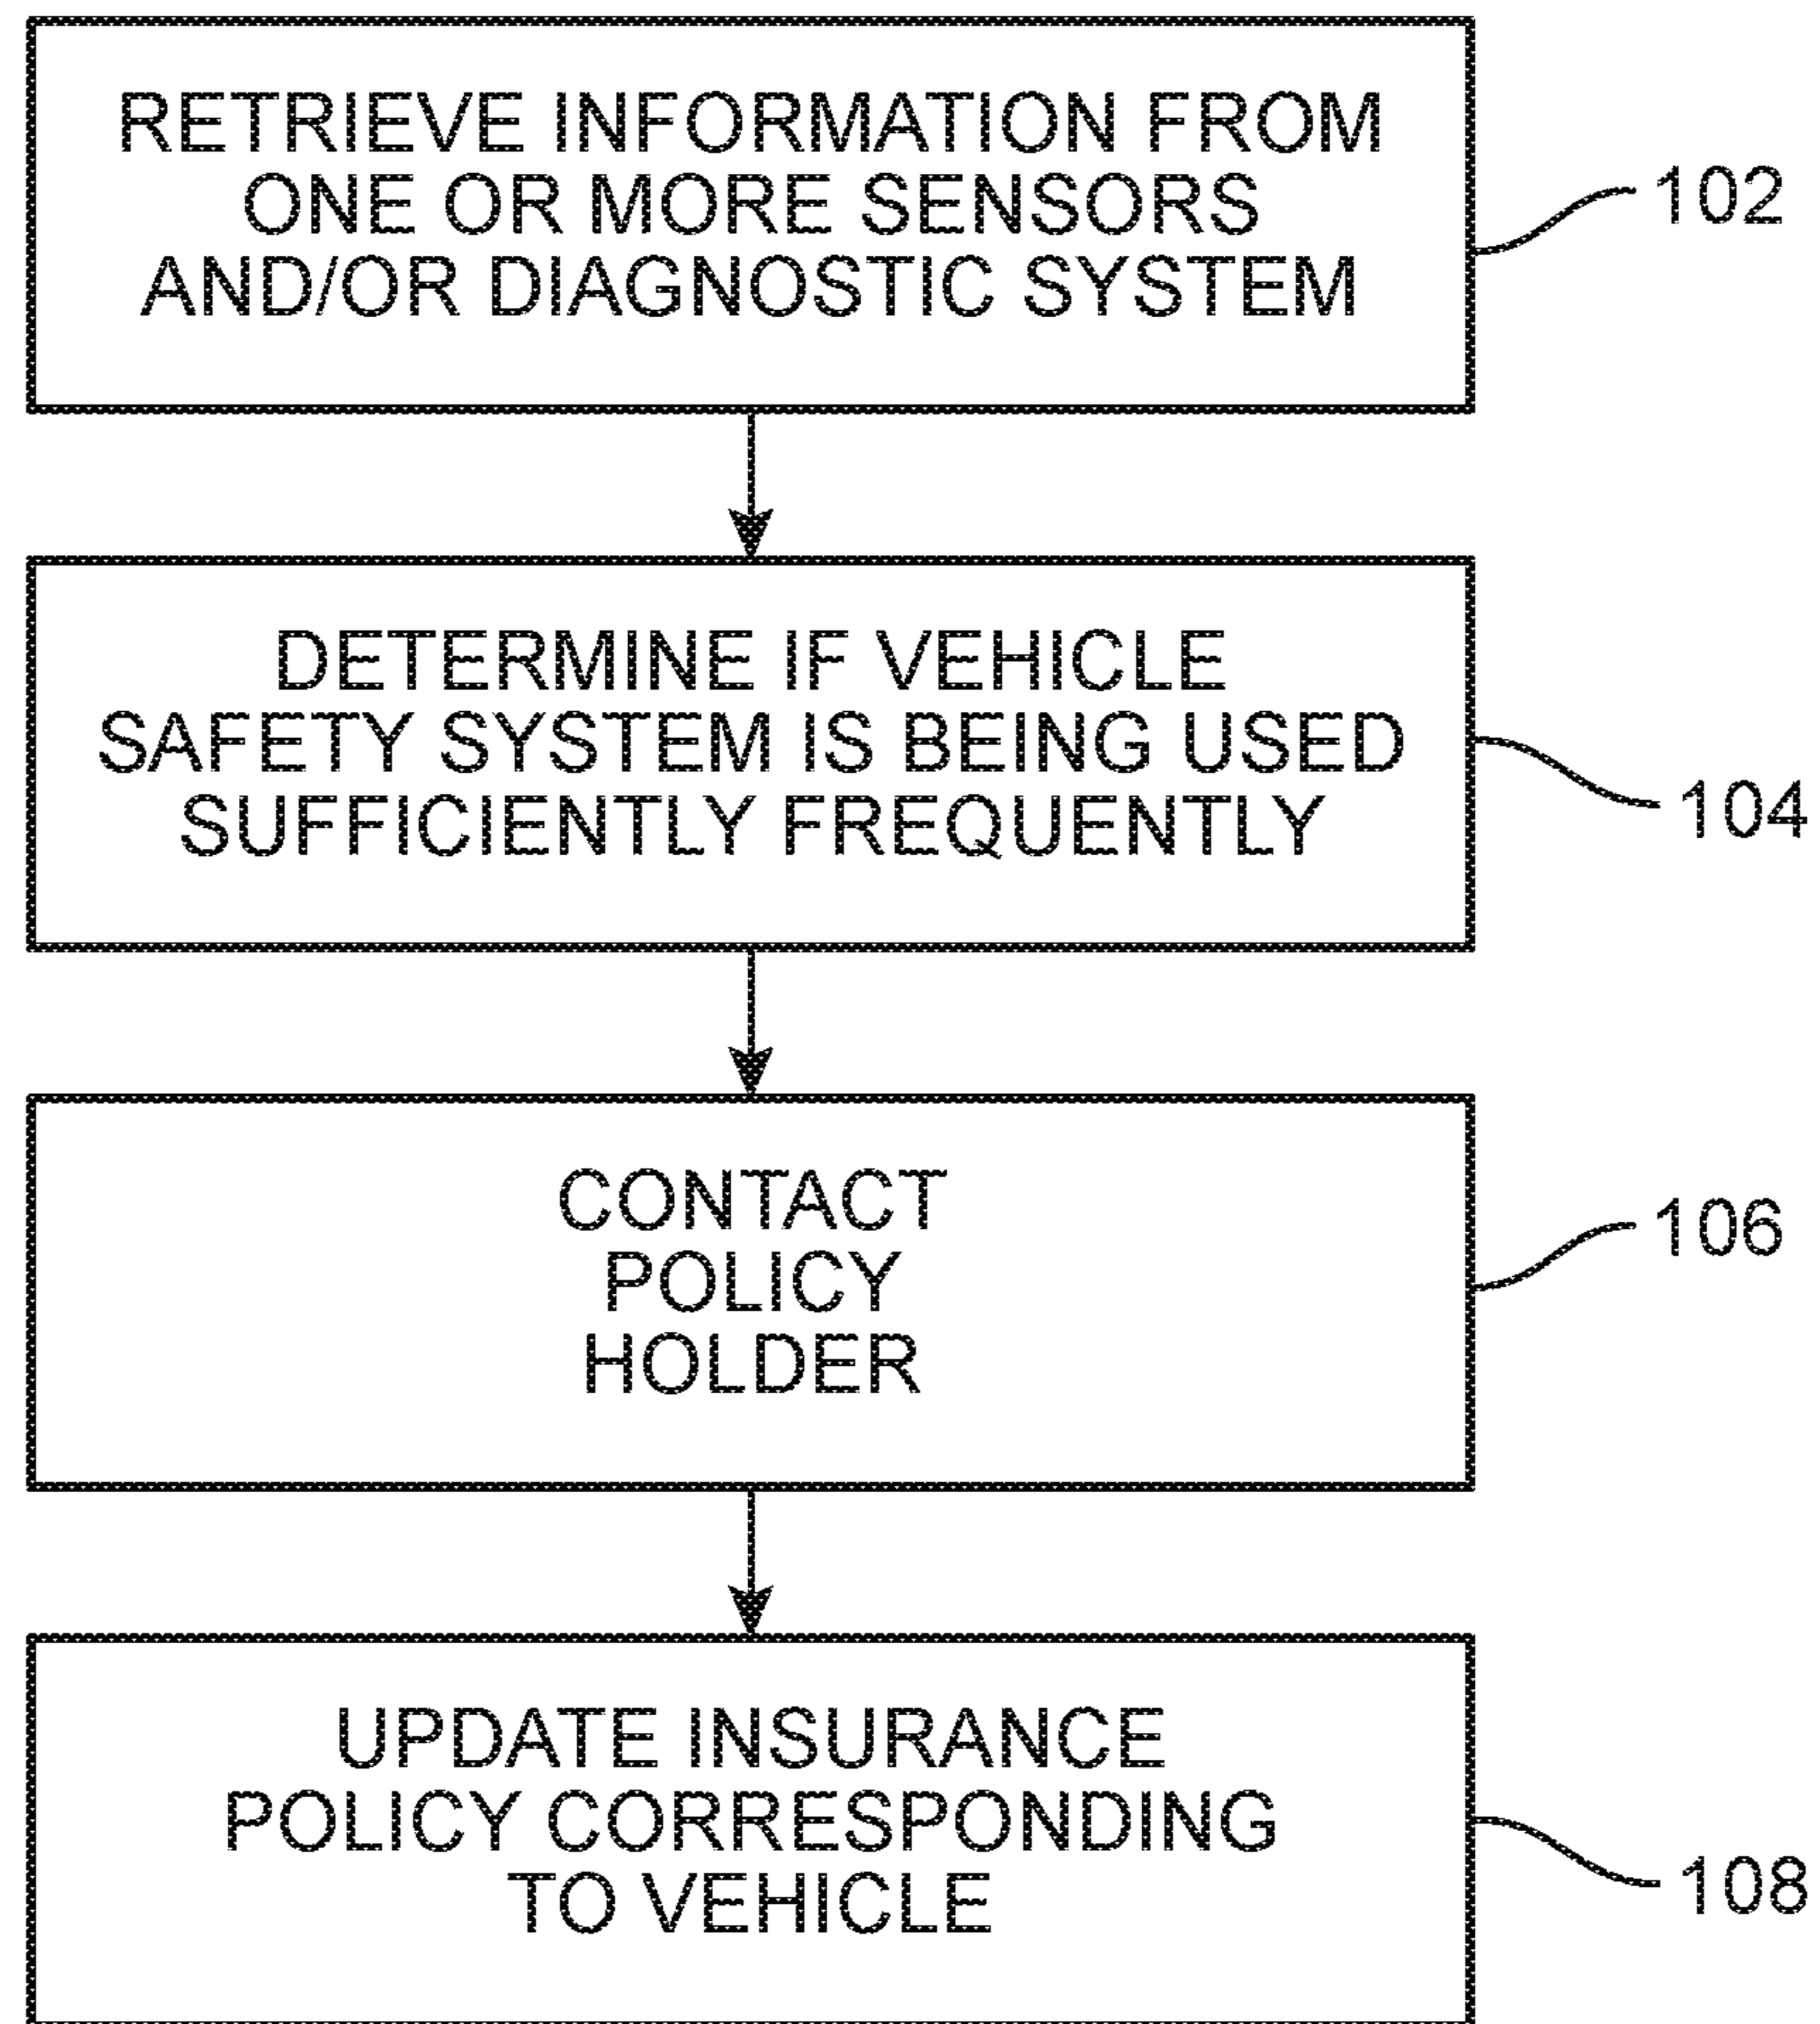 RETRIEVE INFORMATION FROM
ONE OR MORE SENSORS
AND/OR DIAGNOSTIC SYSTEM
102
DETERMINE IF VEHICLE
SAFETY SYSTEM IS BEING USED
SUFFICIENTLY FREQUENTLY
104
CONTACT
POLICY
HOLDER
106
UPDATE INSURANCE
POLICY CORRESPONDING
TO VEHICLE
108